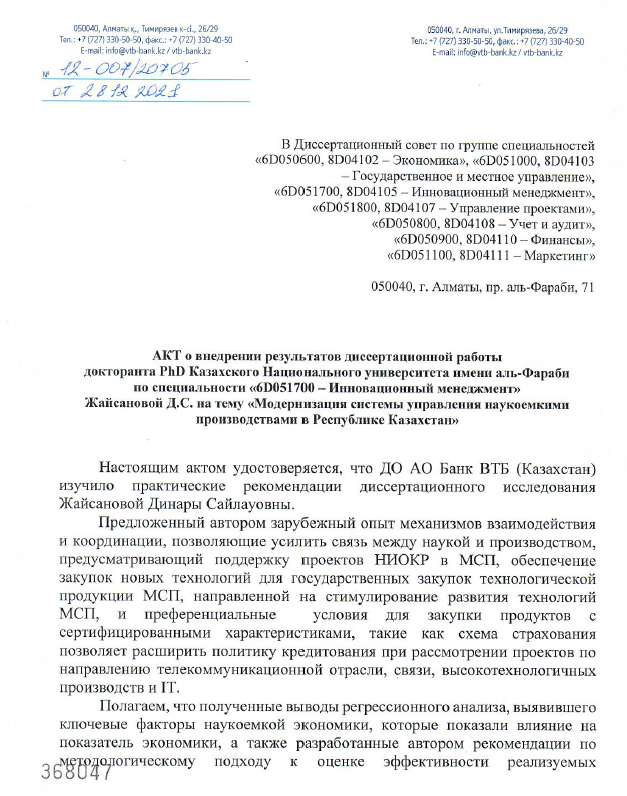 050040, Алматы қ., Тимирязев к-сі., 26/29
Тел.: +7 (727) 330-50-50, факс.: +7 (727) 330-40-50
E-mail: info@vtb-bank.kz / vtb-bank.kz
№ 12-007/20705
от 28 12 2021
050040, г. Алматы, ул.Тимирязева, 26/29
Тел.: +7 (727) 330-50-50, факс.: +7 (727) 330-40-50
E-mail: info@vtb-bank.kz / vtb-bank.kz
В Диссертационный совет по группе специальностей
«6D050600, 8D04102 – Экономика», «6D051000, 8D04103
– Государственное и местное управление»,
«6D051700, 8D04105 – Инновационный менеджмент»,
«6D051800, 8D04107 – Управление проектами»,
«6D050800, 8D04108 – Учет и аудит»,
«6D050900, 8D04110 – Финансы»,
«6D051100, 8D04111 – Маркетинг»
050040, г. Алматы, пр. аль-Фараби, 71
АКТ о внедрении результатов диссертационной работы
докторанта PhD Казахского Национального университета имени аль-Фараби
по специальности «6D051700 – Инновационный менеджмент»
Жайсановой Д.С. на тему «Модернизация системы управления наукоемкими
производствами в Республике Казахстан»
Настоящим актом удостоверяется, что ДО АО Банк ВТБ (Казахстан)
изучило практические рекомендации диссертационного исследования
Жайсановой Динары Сайлауовны.
Предложенный автором зарубежный опыт механизмов взаимодействия
и координации, позволяющие усилить связь между наукой и производством,
предусматривающий поддержку проектов НИОКР в МСП, обеспечение
закупок новых технологий для государственных закупок технологической
продукции МСП, направленной на стимулирование развития технологий
МСП, и преференциальные условия для закупки продуктов с
сертифицированными характеристиками, такие как схема страхования
позволяет расширить политику кредитования при рассмотрении проектов по
направлению телекоммуникационной отрасли, связи, высокотехнологичных
производств и IT.
Полагаем, что полученные выводы регрессионного анализа, выявившего
ключевые факторы наукоемкой экономики, которые показали влияние на
показатель экономики, а также разработанные автором рекомендации по
методологическому подходу к оценке эффективности реализуемых
368047